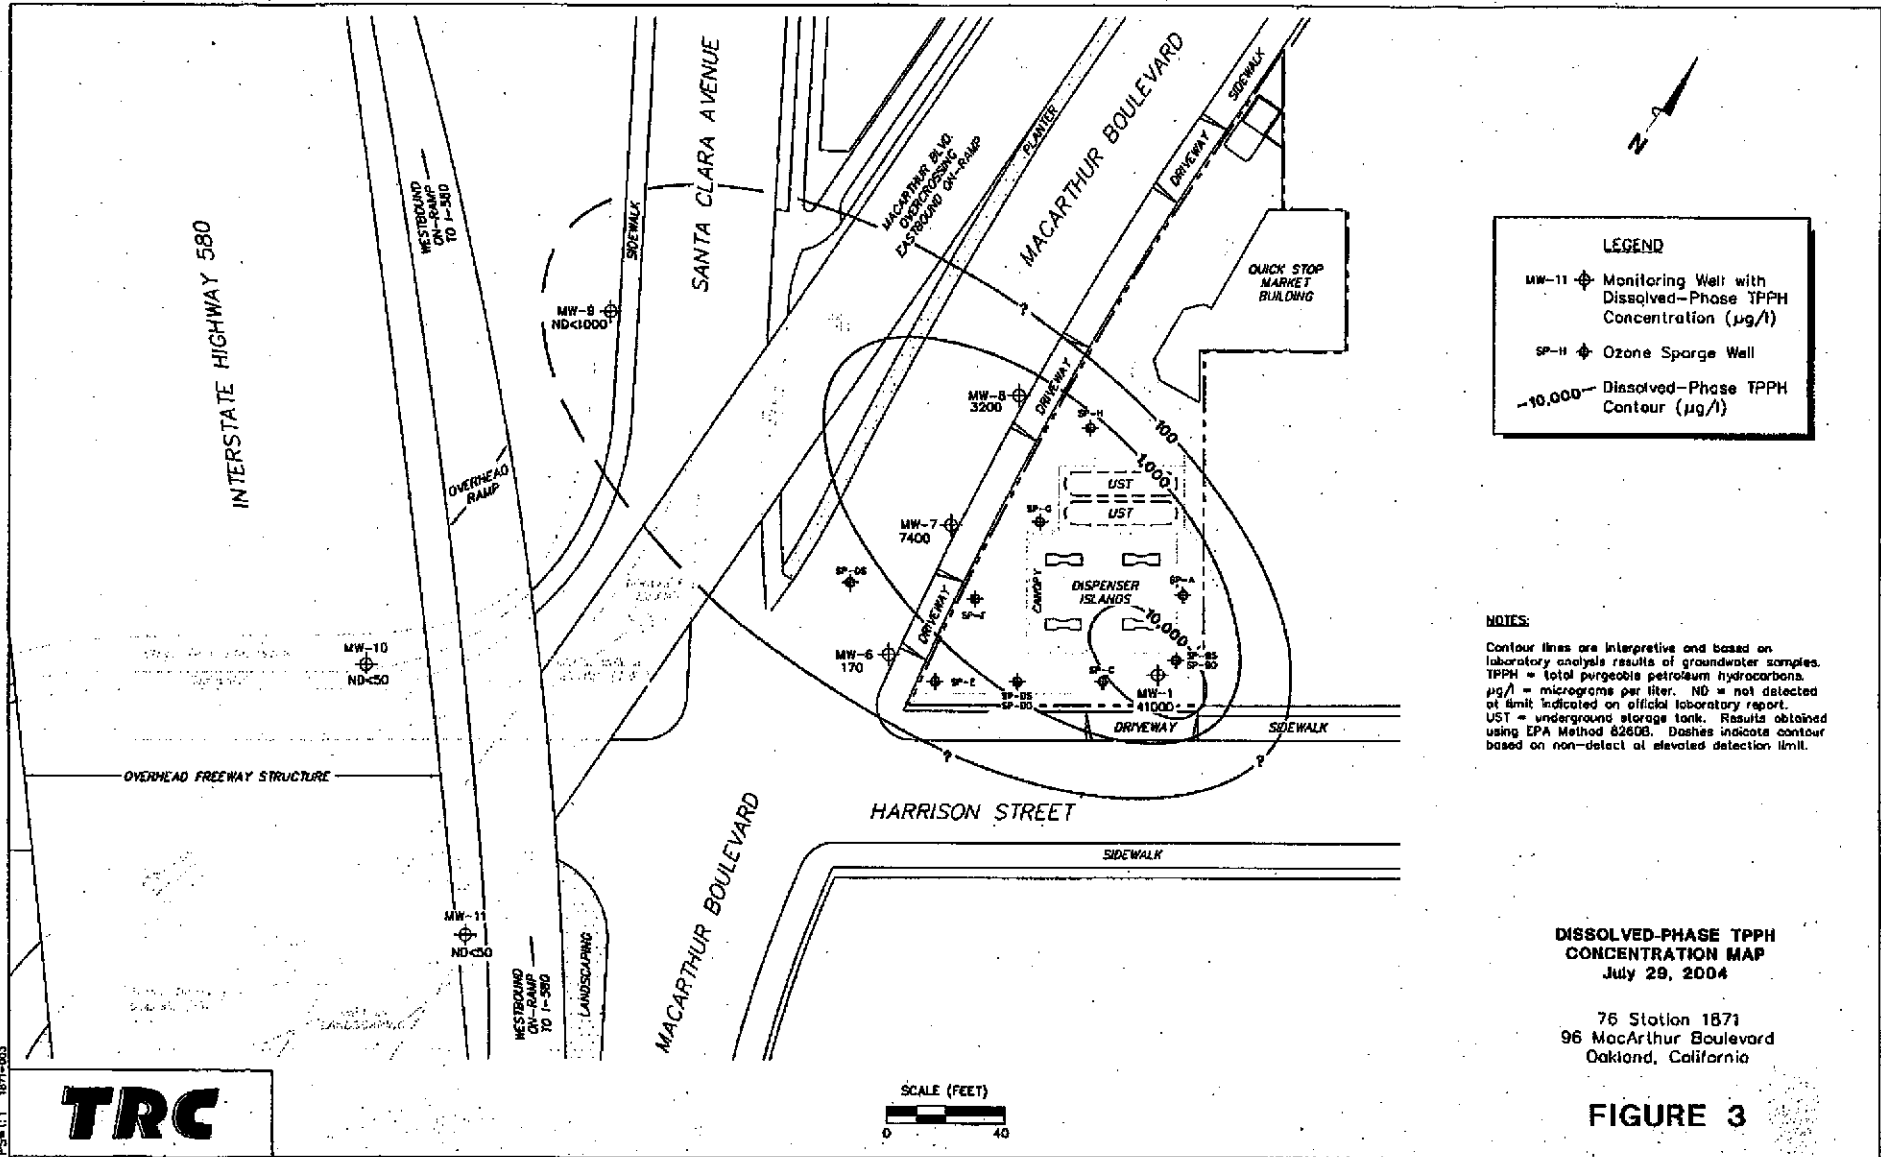 INTERSTATE HIGHWAY 580
WESTBOUND
ON-RAMP
TO I-580
SIDEWALK
SANTA CLARA AVENUE
MACARTHUR BLVD.
OVERCROSSING
EASTBOUND ON-RAMP
PLANTER
MACARTHUR BOULEVARD
SIDEWALK
DRIVEWAY
N
QUICK STOP
MARKET
BUILDING
LEGEND
MW-11 Monitoring Well with
Dissolved-Phase TPPH
Concentration (µg/l)
SP-H Ozone Sparge Well
-10,000- Dissolved-Phase TPPH
Contour (µg/l)
MW-9
ND<1000
?
DRIVEWAY
MW-8
3200
SP-H
100
1,000
OVERHEAD
RAMP
UST
UST
MW-7
7400
SP-G
CANOPY
DISPENSER
ISLANDS
SP-A
DRIVEWAY
10,000
MW-10
ND<50
MW-6
170
SP-E
SP-DS
SP-DD
SP-C
MW-1
41000
DRIVEWAY
SIDEWALK
?
?
OVERHEAD FREEWAY STRUCTURE
HARRISON STREET
SIDEWALK
MACARTHUR BOULEVARD
MW-11
ND<50
WESTBOUND
ON-RAMP
TO I-580
LANDSCAPING
NOTES:
Contour lines are interpretive and based on
laboratory analysis results of groundwater samples.
TPPH = total purgeable petroleum hydrocarbons.
µg/l = micrograms per liter. ND = not detected
at limit indicated on official laboratory report.
UST = underground storage tank. Results obtained
using EPA Method 8260B. Dashes indicate contour
based on non-detect at elevated detection limit.
DISSOLVED-PHASE TPPH
CONCENTRATION MAP
July 29, 2004
76 Station 1871
96 MacArthur Boulevard
Oakland, California
FIGURE 3
SCALE (FEET)
0 40
TRC